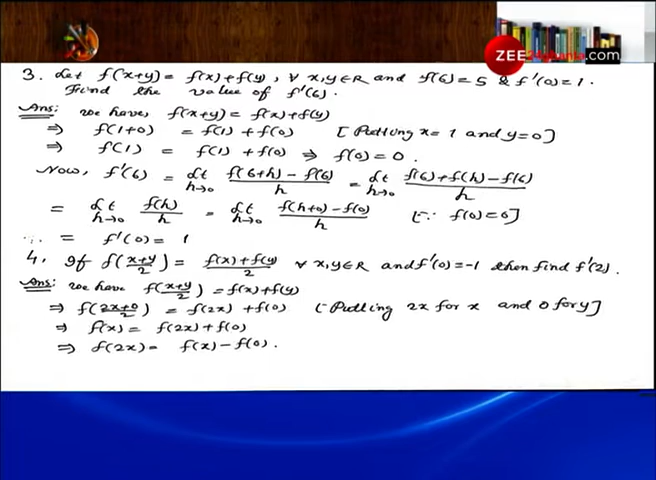 ZEE24 .com
3. Let f(x+y) = f(x)+f(y), ∀ x,y∈R and f(6)=5 & f'(0)=1.
Find the value of f'(6).
Ans: We have, f(x+y) = f(x)+f(y)
⇒ f(1+0) = f(1)+f(0) [Putting x=1 and y=0]
⇒ f(1) = f(1)+f(0) ⇒ f(0)=0.
Now, f'(6) = lt h→0 f(6+h)-f(6)/h = lt h→0 f(6)+f(h)-f(6)/h
= lt h→0 f(h)/h = lt h→0 f(h+0)-f(0)/h [∵ f(0)=0]
= f'(0) = 1
4. If f(x+y/2) = f(x)+f(y)/2 ∀ x,y∈R and f'(0)=-1 then find f'(2).
Ans: We have f(x+y/2) = f(x)+f(y)
⇒ f(2x+0/2) = f(2x)+f(0) [Putting 2x for x and 0 for y]
⇒ f(x) = f(2x)+f(0)
⇒ f(2x) = f(x)-f(0).